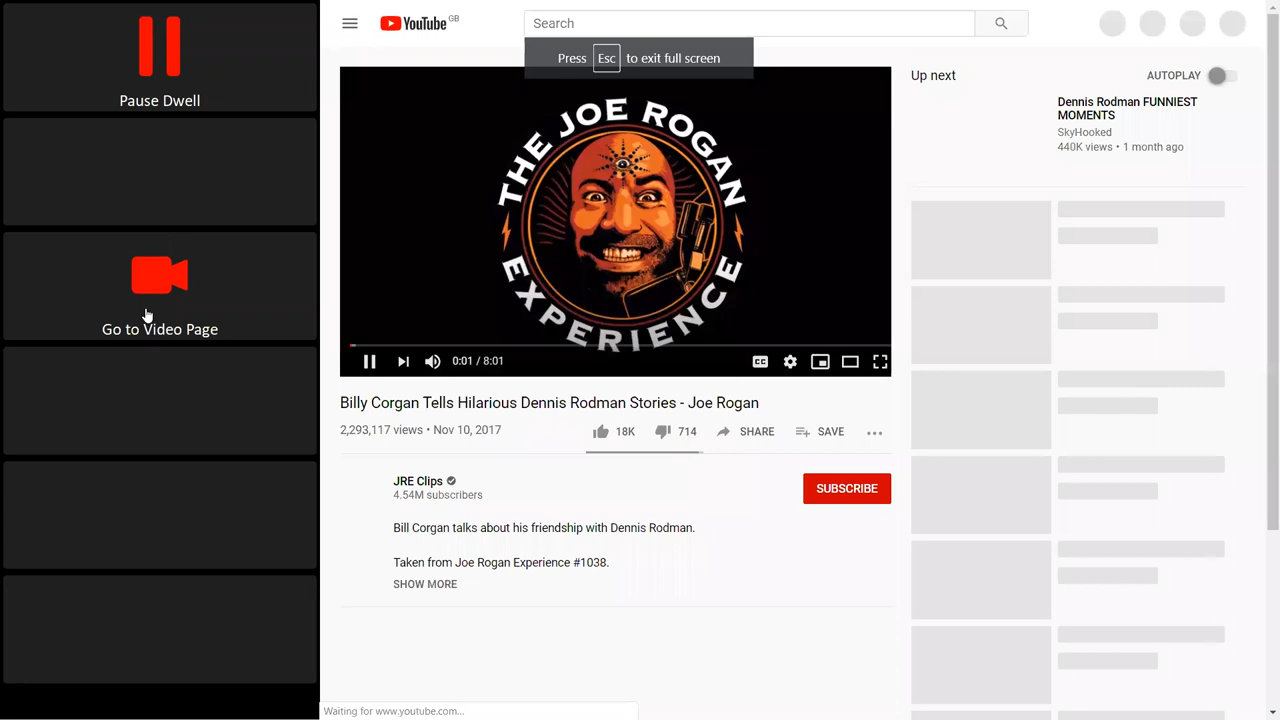 Pause Dwell
Go to Video Page
YouTube GB
Search
Press Esc to exit full screen
THE JOE ROGAN
EXPERIENCE
0:01 / 8:01
CC
Billy Corgan Tells Hilarious Dennis Rodman Stories - Joe Rogan
2,293,117 views • Nov 10, 2017
18K
714
SHARE
SAVE
JRE Clips
4.54M subscribers
SUBSCRIBE
Bill Corgan talks about his friendship with Dennis Rodman.
Taken from Joe Rogan Experience #1038.
SHOW MORE
Up next
AUTOPLAY
Dennis Rodman FUNNIEST
MOMENTS
SkyHooked
440K views • 1 month ago
Waiting for www.youtube.com...